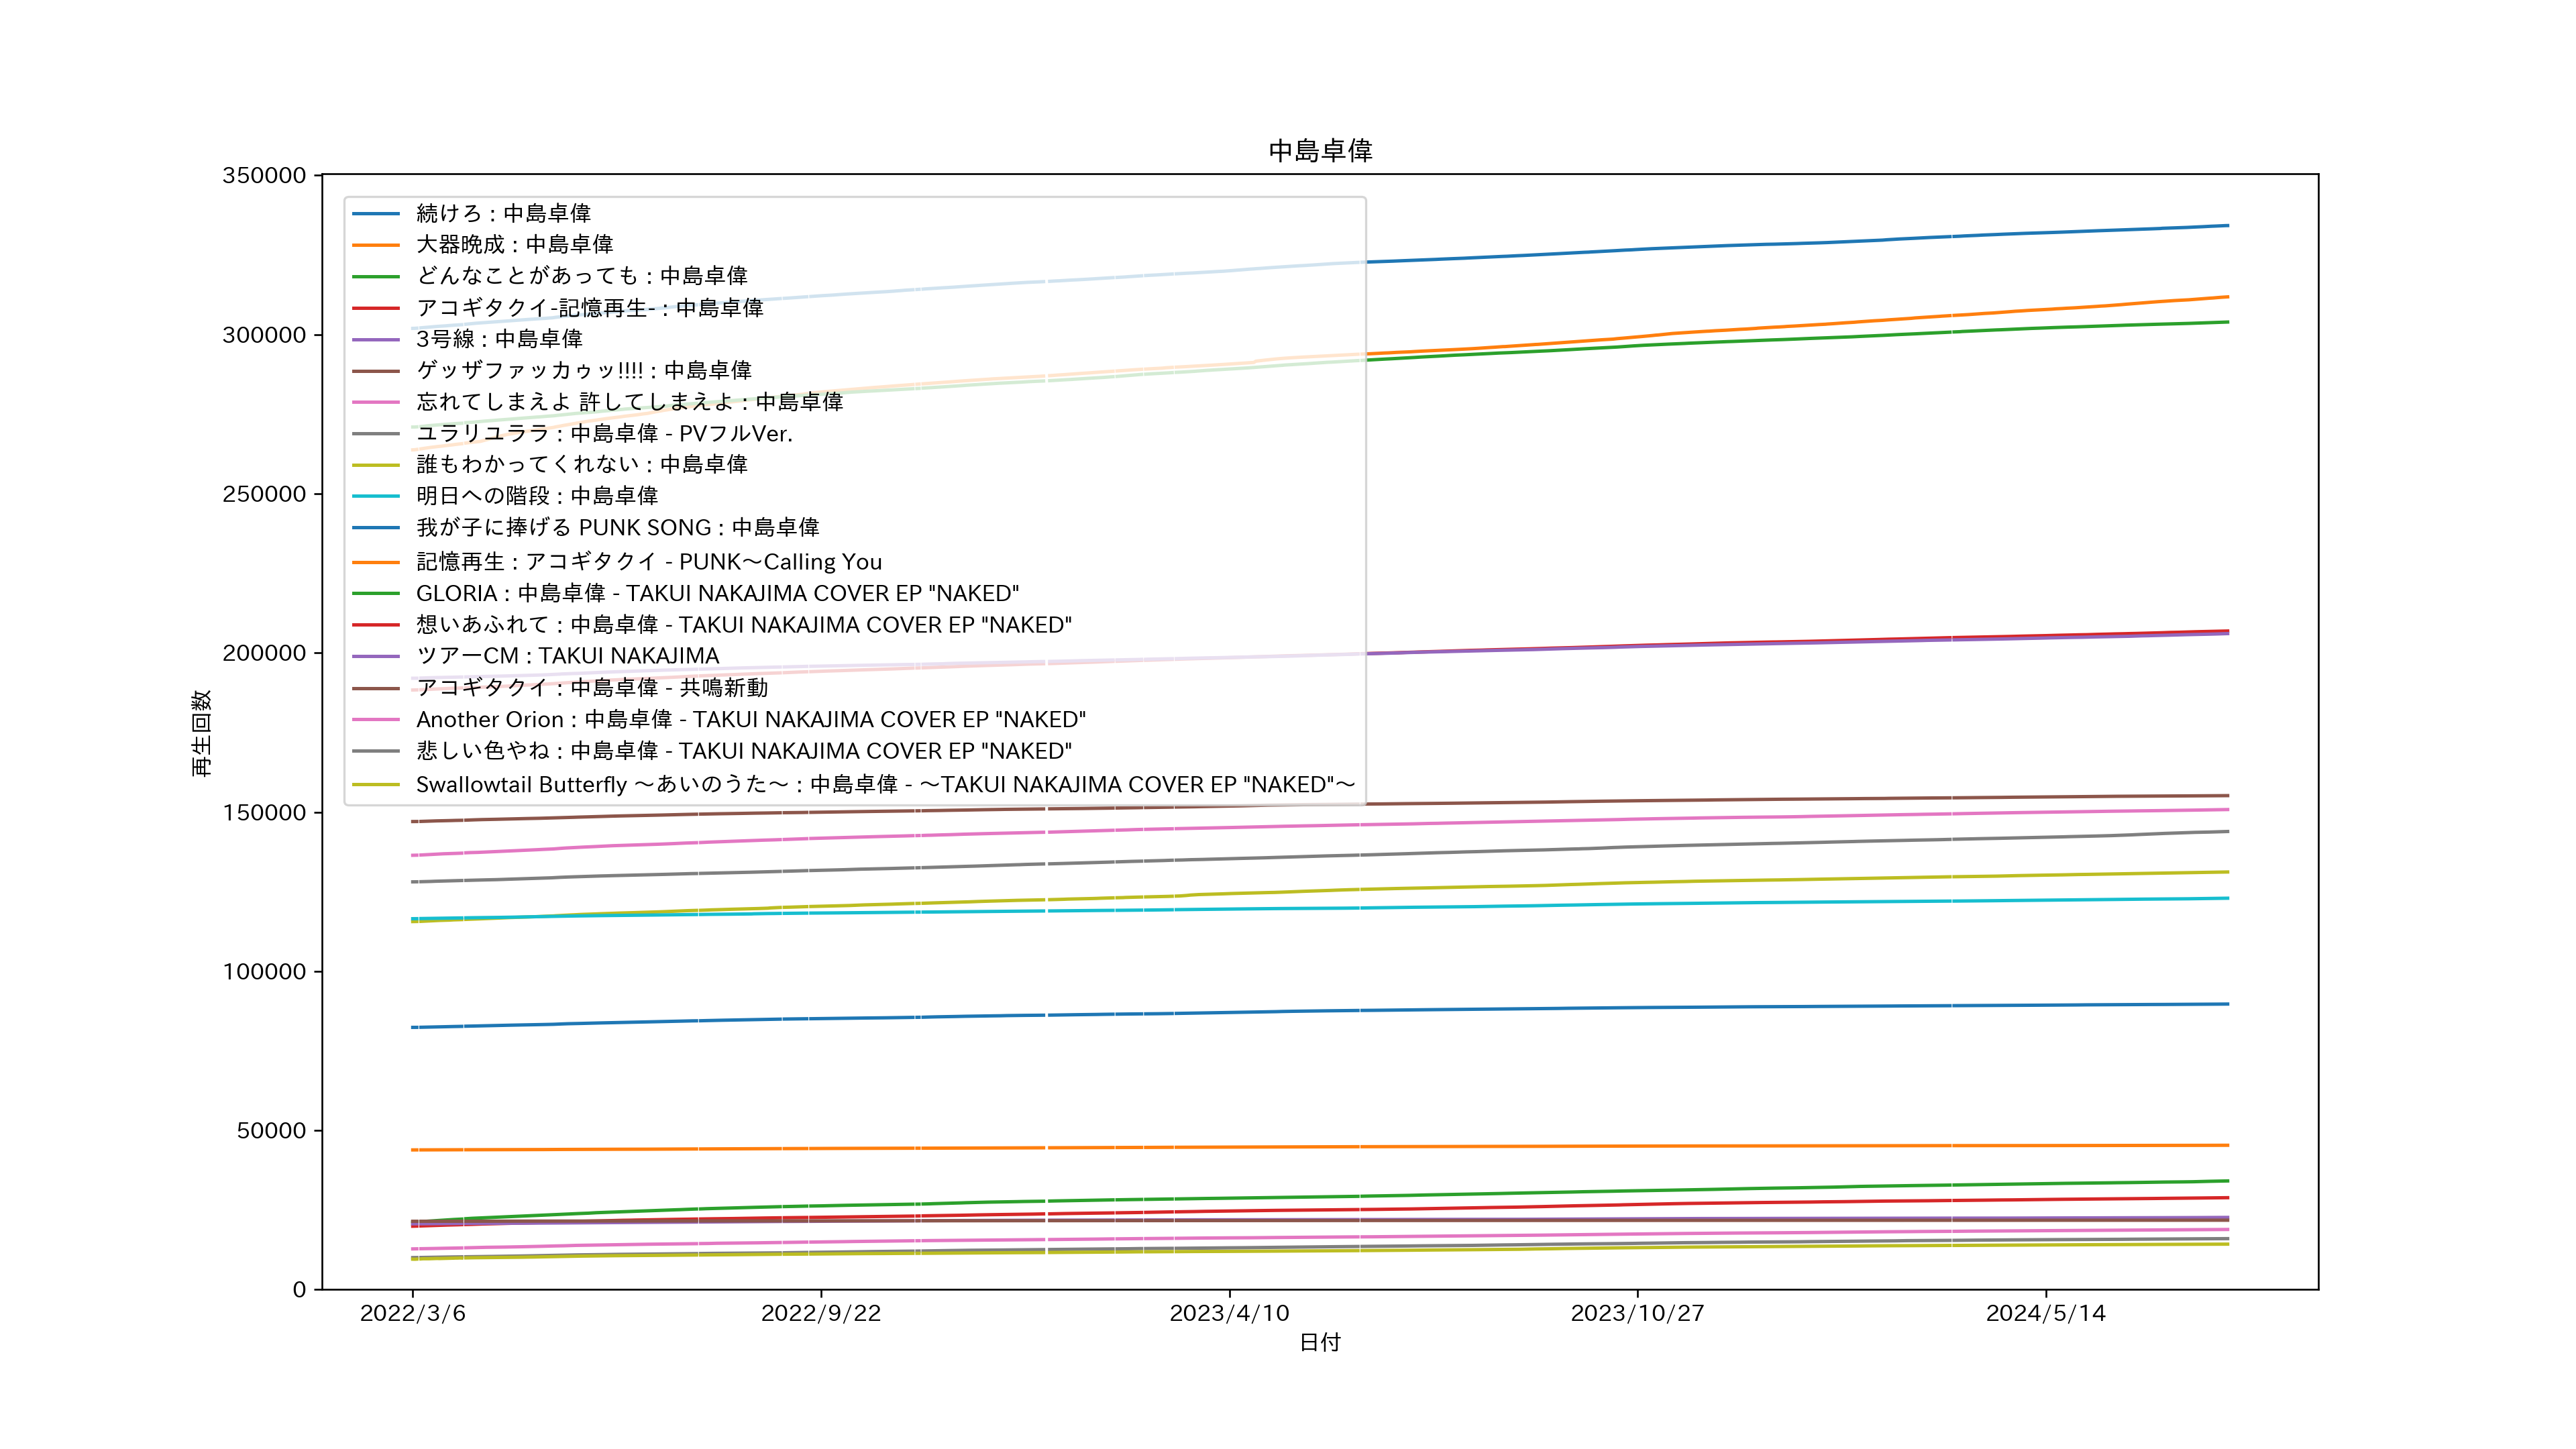 中島卓偉
350000
300000
250000
200000
150000
100000
50000
0
再生回数
続けろ : 中島卓偉
大器晩成 : 中島卓偉
どんなことがあっても : 中島卓偉
アコギタクイ-記憶再生- : 中島卓偉
3号線 : 中島卓偉
ゲッザファッカゥッ!!!! : 中島卓偉
忘れてしまえよ 許してしまえよ : 中島卓偉
ユラリユララ : 中島卓偉 - PVフルVer.
誰もわかってくれない : 中島卓偉
明日への階段 : 中島卓偉
我が子に捧げる PUNK SONG : 中島卓偉
記憶再生 : アコギタクイ - PUNK～Calling You
GLORIA : 中島卓偉 - TAKUI NAKAJIMA COVER EP "NAKED"
想いあふれて : 中島卓偉 - TAKUI NAKAJIMA COVER EP "NAKED"
ツアーCM : TAKUI NAKAJIMA
アコギタクイ : 中島卓偉 - 共鳴新動
Another Orion : 中島卓偉 - TAKUI NAKAJIMA COVER EP "NAKED"
悲しい色やね : 中島卓偉 - TAKUI NAKAJIMA COVER EP "NAKED"
Swallowtail Butterfly ～あいのうた～ : 中島卓偉 - ～TAKUI NAKAJIMA COVER EP "NAKED"～
2022/3/6
2022/9/22
2023/4/10
2023/10/27
2024/5/14
日付